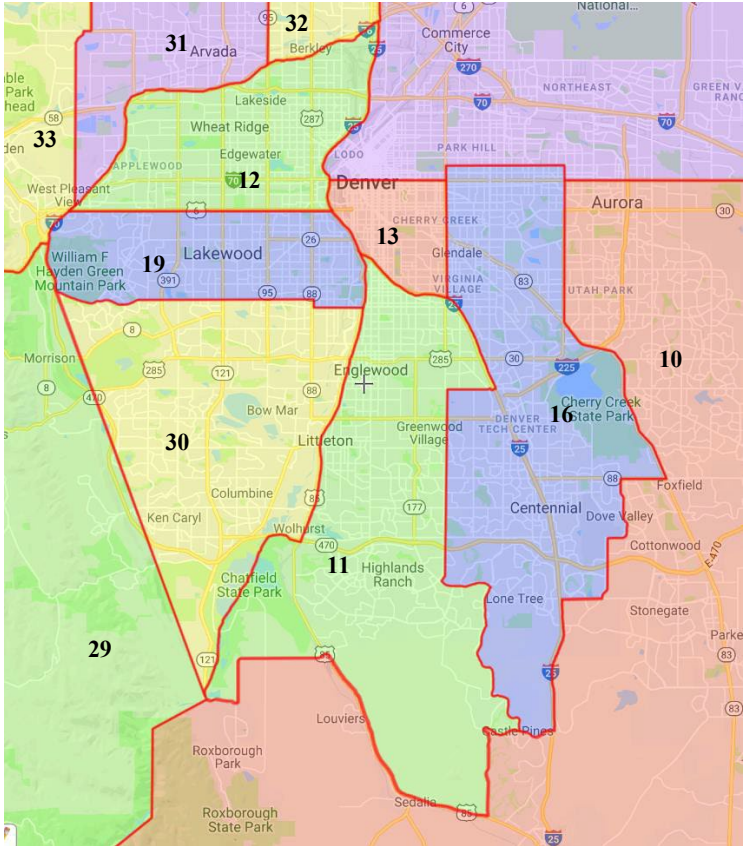 National...
32
95
6
Commerce
City
31
Arvada
Berkley
25
270
NORTHEAST
GREEN V
RANC
ble
Park
head
58
Lakeside
70
70
33
Wheat Ridge
287
25
den
Edgewater
LODO
PARK HILL
APPLEWOOD
12
70
Denver
West Pleasant
View
Aurora
6
CHERRY CREEK
30
13
70
William F
Hayden Green
Mountain Park
19
Lakewood
26
Glendale
391
95
88
VIRGINIA
VILLAGE
83
UTAH PARK
25
8
Morrison
285
121
Englewood
285
30
225
10
8
470
88
Bow Mar
Cherry Creek
State Park
16
Greenwood
Village
DENVER
TECH CENTER
30
Littleton
25
88
Columbine
85
177
Centennial
Foxfield
Ken Caryl
Dove Valley
Wolhurst
470
Cottonwood
E-470
11
Highlands
Ranch
Chatfield
State Park
Lone Tree
Stonegate
29
121
85
25
Parke
83
83
Louviers
Castle Pines
Roxborough
Park
Sedalia
85
Roxborough
State Park
25